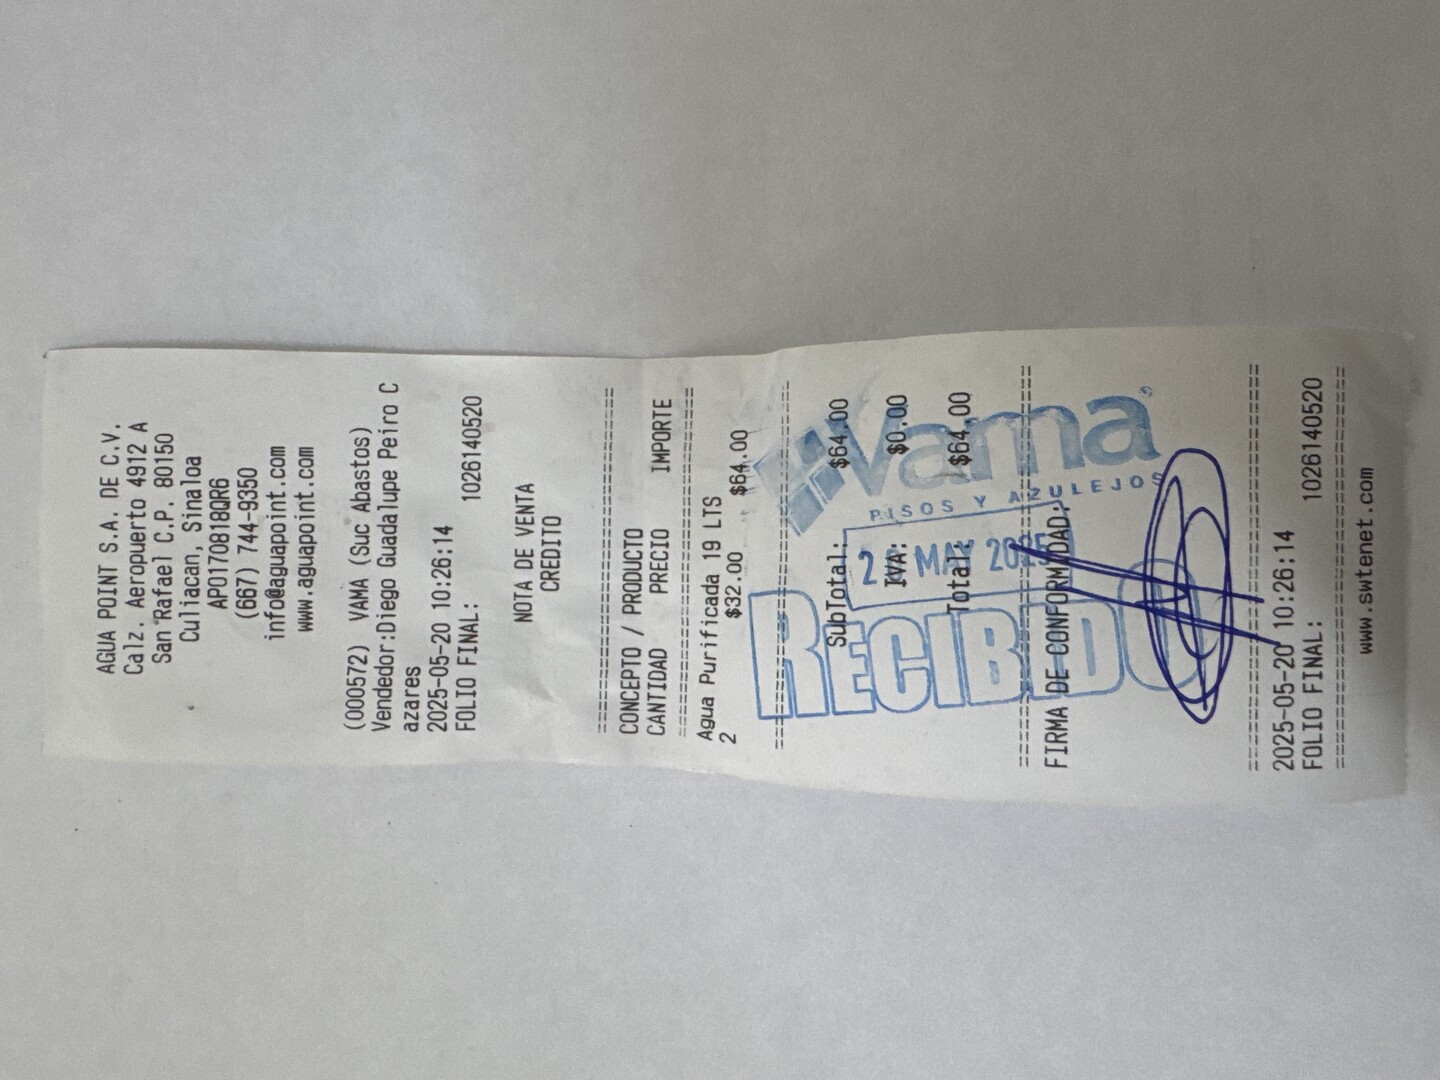 AGUA POINT S.A. DE C.V.
Calz. Aeropuerto 4912 A
San Rafael C.P. 80150
Culiacan, Sinaloa
APO170818QR6
(667) 744-9350
info@aguapoint.com
www.aguapoint.com
(000572) VAMA (Suc Abastos)
Vendedor:Diego Guadalupe Peiro C
azares
2025-05-20 10:26:14
FOLIO FINAL: 1026140520
NOTA DE VENTA
CREDITO
================================
CONCEPTO / PRODUCTO
CANTIDAD PRECIO IMPORTE
================================
Agua Purificada 19 LTS
2 $32.00 $64.00
================================
SubTotal: $64.00
IVA: $0.00
Total: $64.00
Vama
PISOS Y AZULEJOS
MAY 2025
RECIBIDO
================================
FIRMA DE CONFORMIDAD:
================================
2025-05-20 10:26:14
FOLIO FINAL: 1026140520
================================
www.swtenet.com